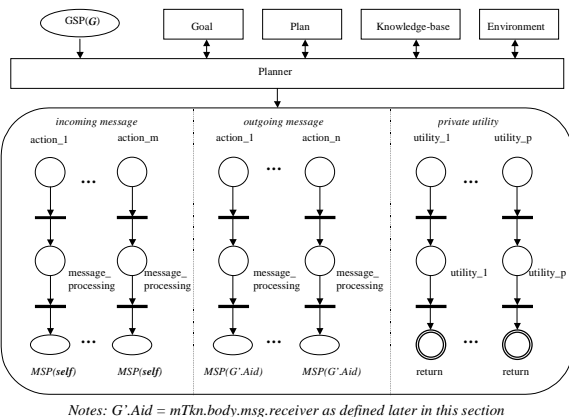 GSP(G)
Goal
Plan
Knowledge-base
Environment
Planner
incoming message
outgoing message
private utility
action_1
action_m
action_1
action_n
utility_1
utility_p
...
...
...
message_
processing
message_
processing
message_
processing
message_
processing
utility_1
utility_p
...
...
...
MSP(self)
MSP(self)
MSP(G'.Aid)
MSP(G'.Aid)
return
return
Notes: G'.Aid = mTkn.body.msg.receiver as defined later in this section